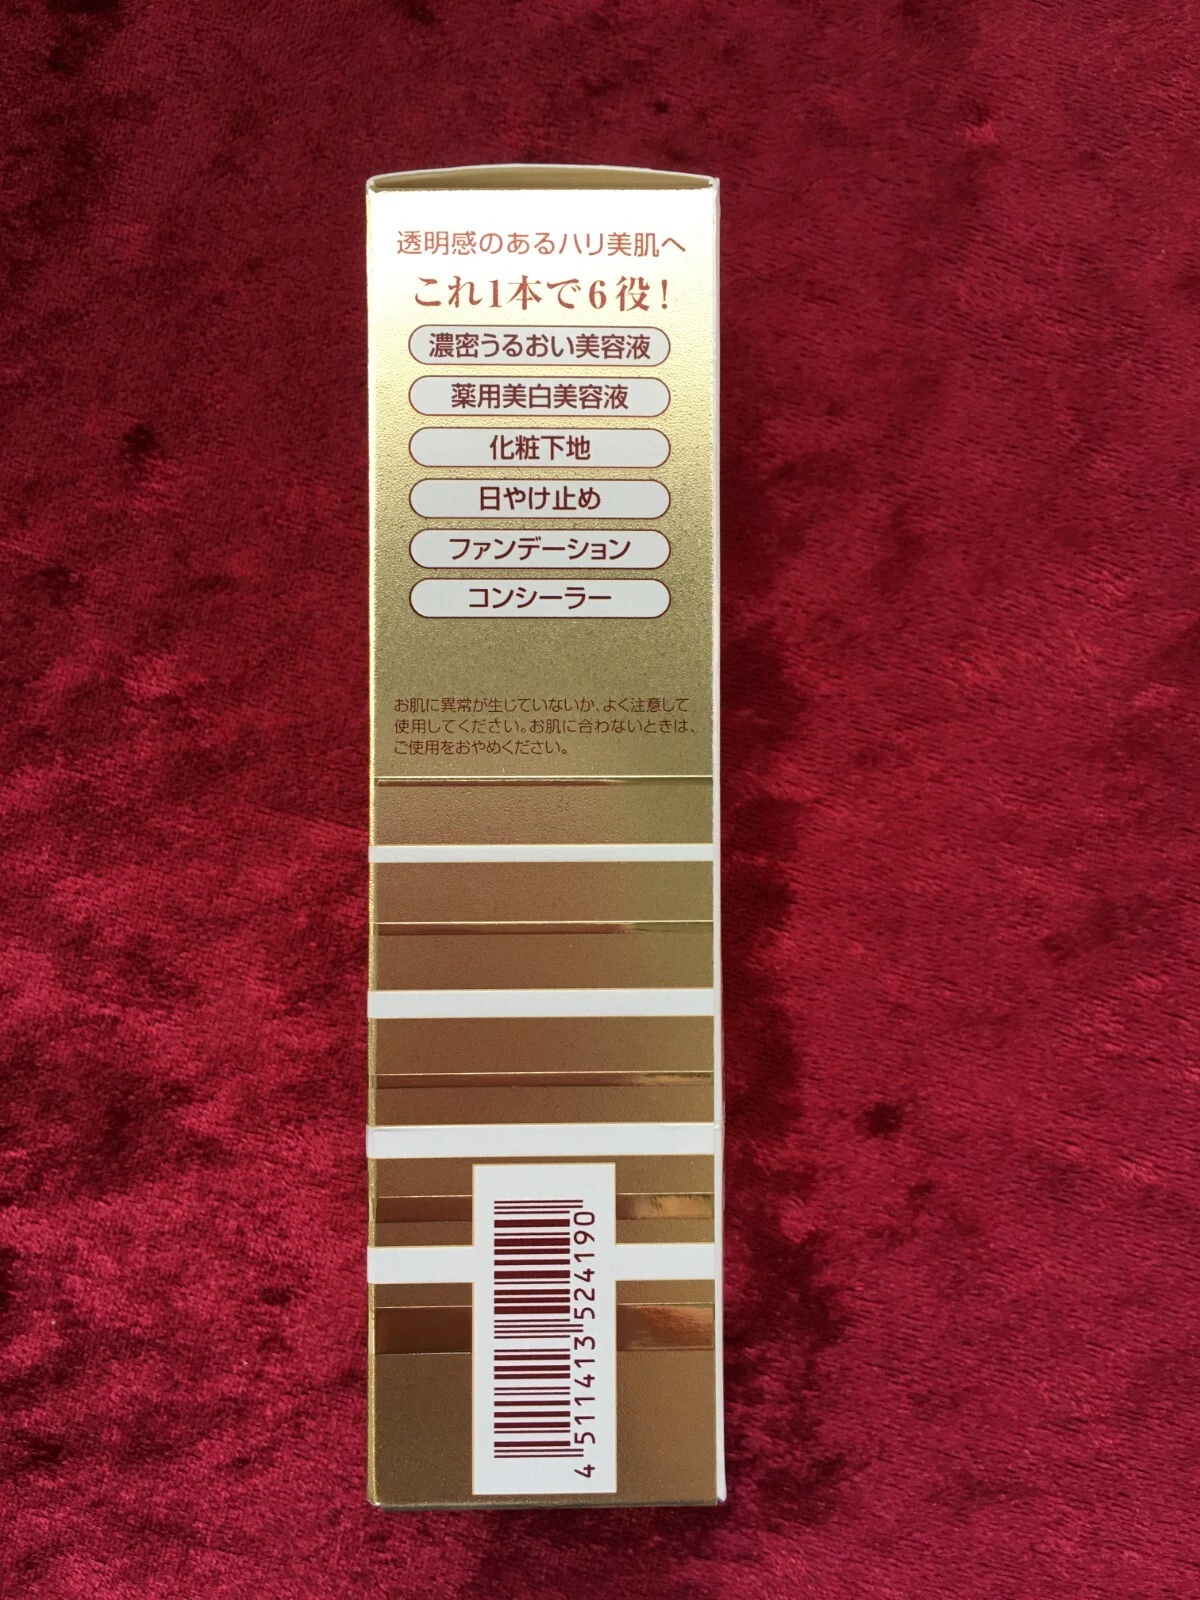 透明感のあるハリ美肌へ
これ1本で6役!
濃密うるおい美容液
薬用美白美容液
化粧下地
日やけ止め
ファンデーション
コンシーラー
お肌に異常が生じていないか、よく注意して
使用してください。お肌に合わないときは、
ご使用をおやめください。
4511413524190